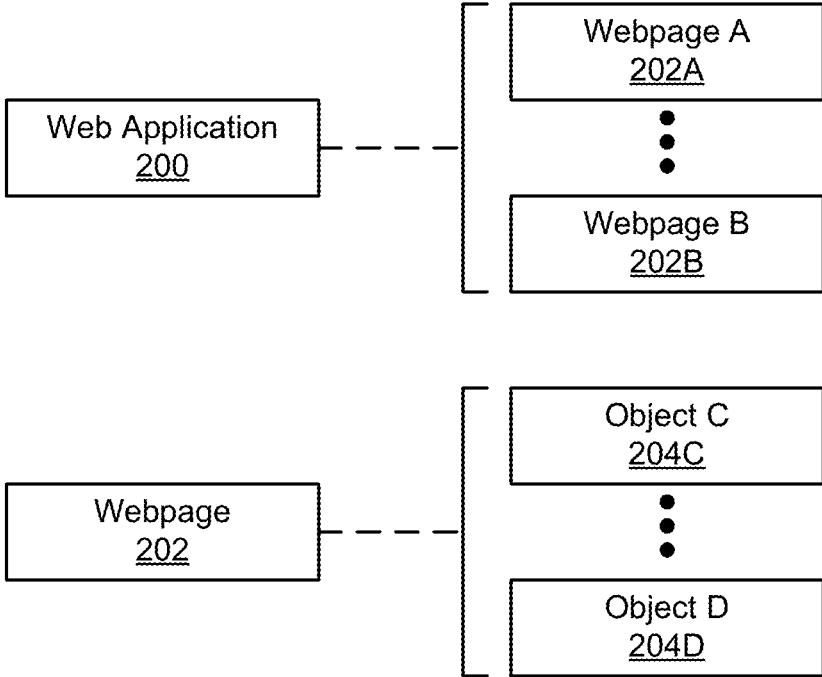 Webpage A
202A
Web Application
200
Webpage B
202B
Object C
204C
Webpage
202
Object D
204D